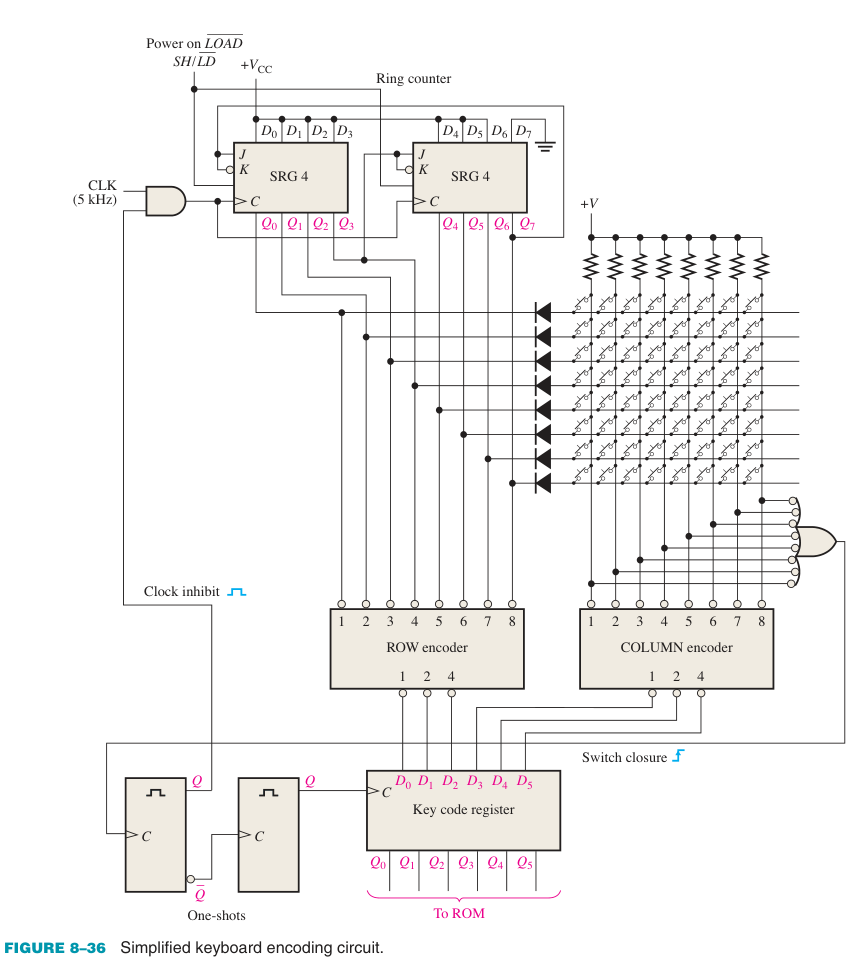 Power on L̅O̅A̅D̅
SH/L̅D̅
+VCC
Ring counter
D0 D1 D2 D3
D4 D5 D6 D7
J
K
SRG 4
C
J
K
SRG 4
C
CLK
(5 kHz)
Q0 Q1 Q2 Q3
Q4 Q5 Q6 Q7
+V
Clock inhibit
1 2 3 4 5 6 7 8
ROW encoder
1 2 4
1 2 3 4 5 6 7 8
COLUMN encoder
1 2 4
Switch closure
Q
C
Q̅
Q
C
One-shots
D0 D1 D2 D3 D4 D5
C
Key code register
Q0 Q1 Q2 Q3 Q4 Q5
To ROM
FIGURE 8–36 Simplified keyboard encoding circuit.